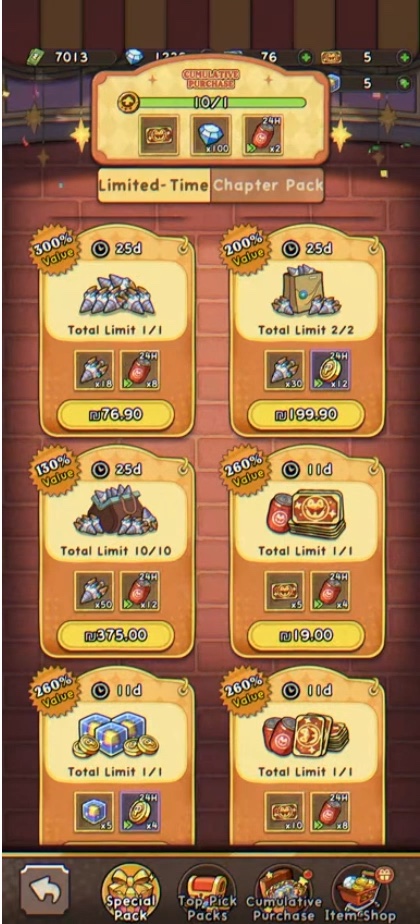 7013
76
5
5
CUMULATIVE
PURCHASE
10/1
x100
24H
x2
Limited-Time
Chapter Pack
300%
Value
25d
Total Limit 1/1
x18
24H
x8
₪76.90
200%
Value
25d
Total Limit 2/2
x30
24H
x12
₪199.90
130%
Value
25d
Total Limit 10/10
x50
24H
x12
₪375.00
260%
Value
11d
Total Limit 1/1
x5
24H
x4
₪19.00
260%
Value
11d
Total Limit 1/1
x5
24H
x4
260%
Value
11d
Total Limit 1/1
x10
24H
x8
Special
Pack
Top Pick
Packs
Cumulative
Purchase
Item Shop